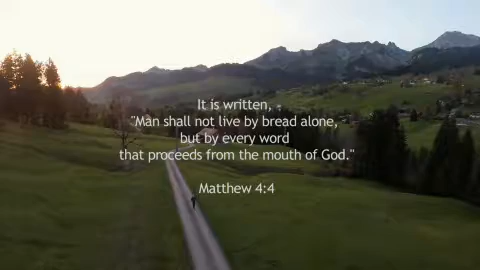 It is written,
"Man shall not live by bread alone,
but by every word
that proceeds from the mouth of God."
Matthew 4:4